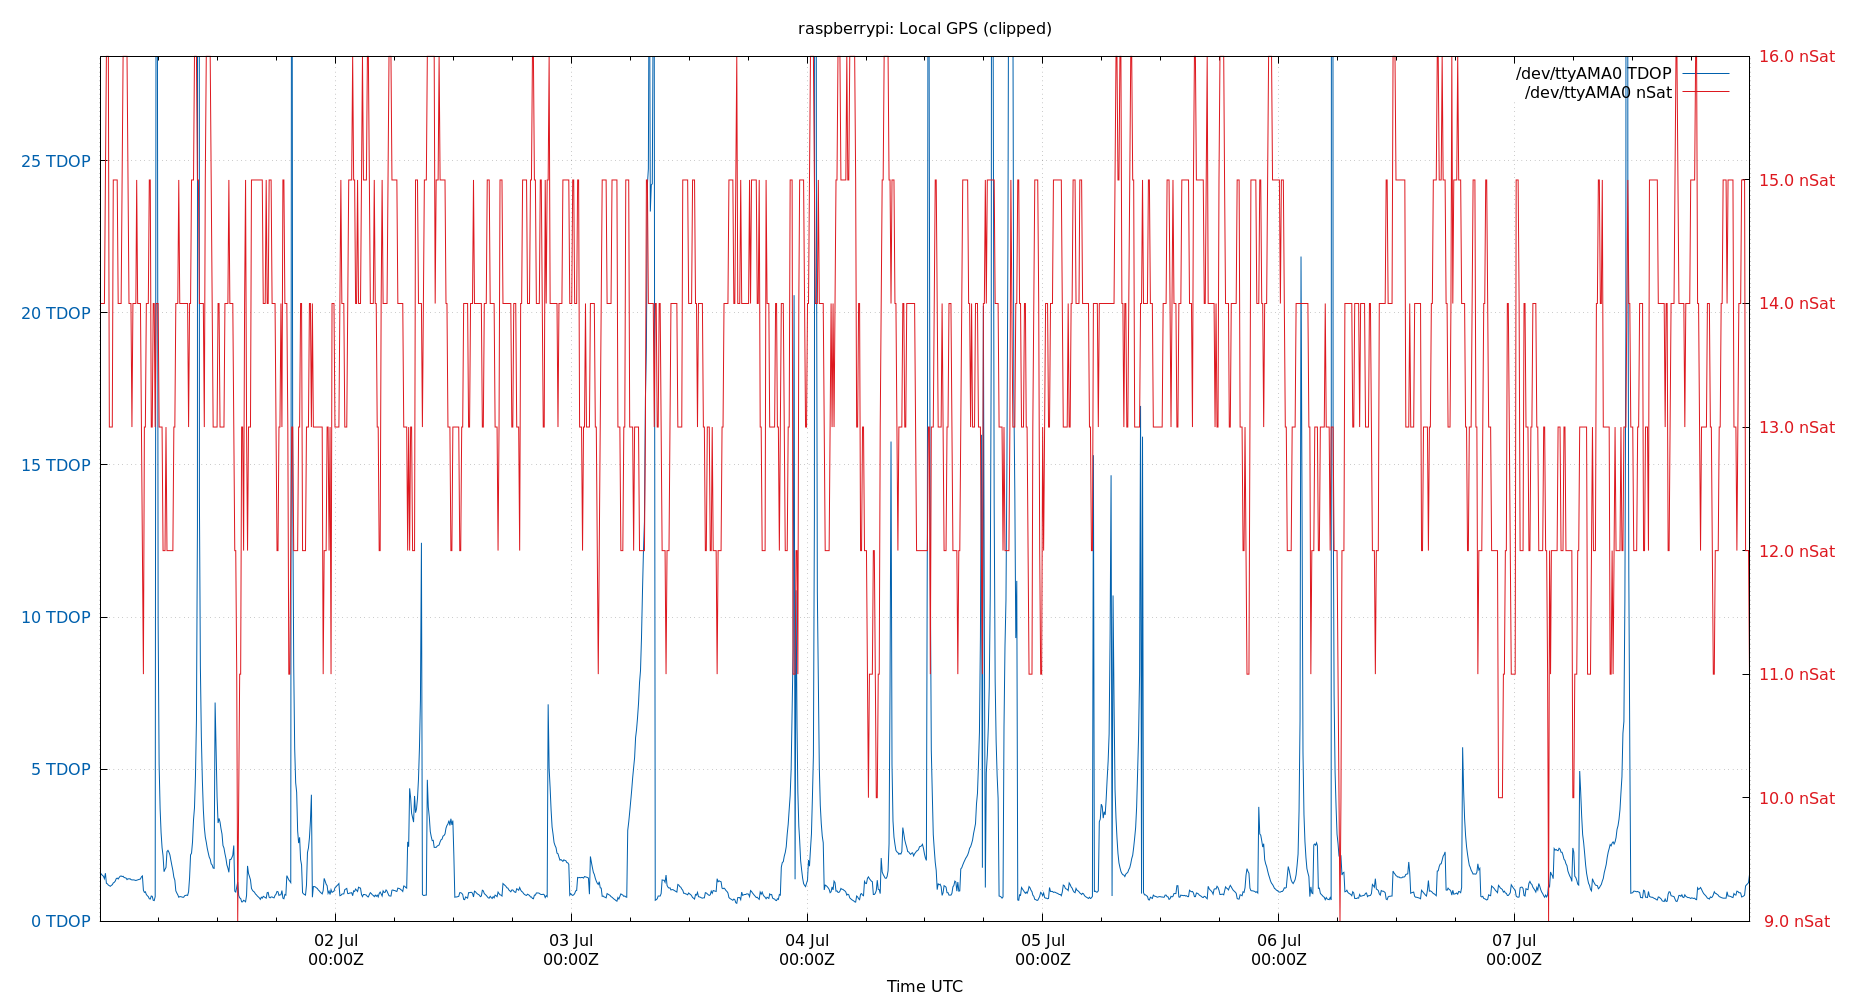 raspberrypi: Local GPS (clipped)
/dev/ttyAMA0 TDOP
/dev/ttyAMA0 nSat
25 TDOP
20 TDOP
15 TDOP
10 TDOP
5 TDOP
0 TDOP
16.0 nSat
15.0 nSat
14.0 nSat
13.0 nSat
12.0 nSat
11.0 nSat
10.0 nSat
9.0 nSat
02 Jul
00:00Z
03 Jul
00:00Z
04 Jul
00:00Z
05 Jul
00:00Z
06 Jul
00:00Z
07 Jul
00:00Z
Time UTC